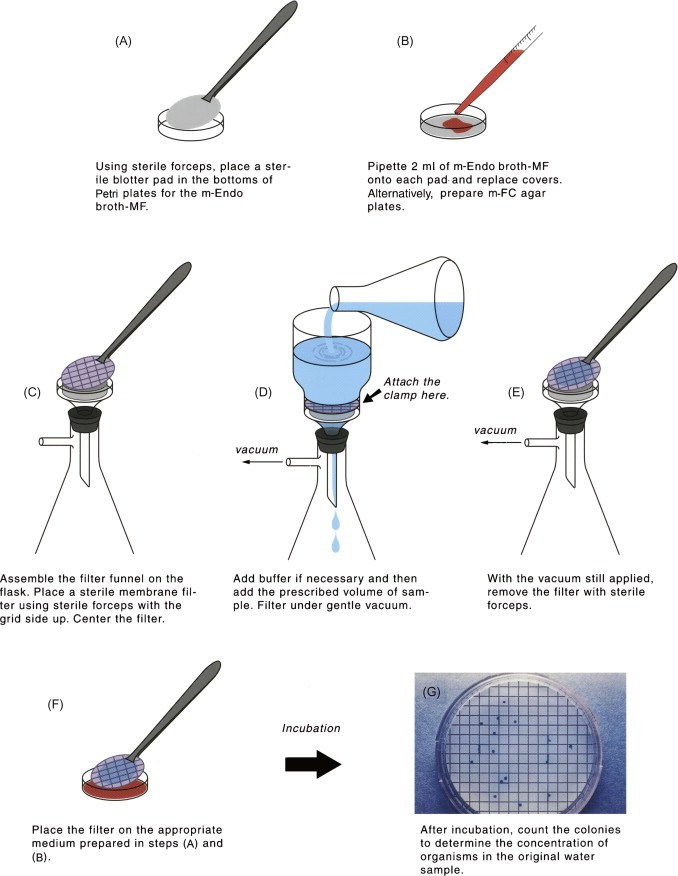 (A)
(B)
Using sterile forceps, place a ster-
ile blotter pad in the bottoms of
Petri plates for the m-Endo
broth-MF.
Pipette 2 ml of m-Endo broth-MF
onto each pad and replace covers.
Alternatively, prepare m-FC agar
plates.
(C)
(D)
Attach the
clamp here.
(E)
vacuum
vacuum
Assemble the filter funnel on the
flask. Place a sterile membrane fil-
ter using sterile forceps with the
grid side up. Center the filter.
Add buffer if necessary and then
add the prescribed volume of sam-
ple. Filter under gentle vacuum.
With the vacuum still applied,
remove the filter with sterile
forceps.
(F)
Incubation
(G)
Place the filter on the appropriate
medium prepared in steps (A) and
(B).
After incubation, count the colonies
to determine the concentration of
organisms in the original water
sample.